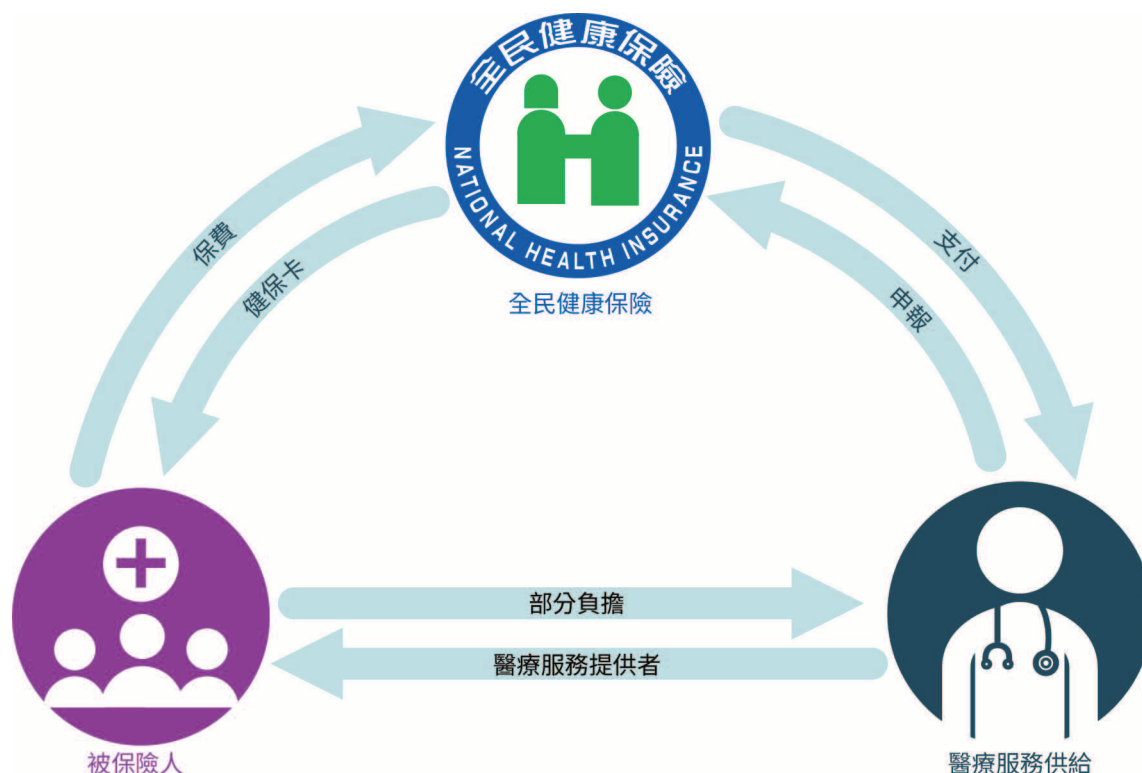 全民健康保險
NATIONAL HEALTH INSURANCE
全民健康保險
保費
健保卡
支付
申報
部分負擔
醫療服務提供者
被保險人
醫療服務供給